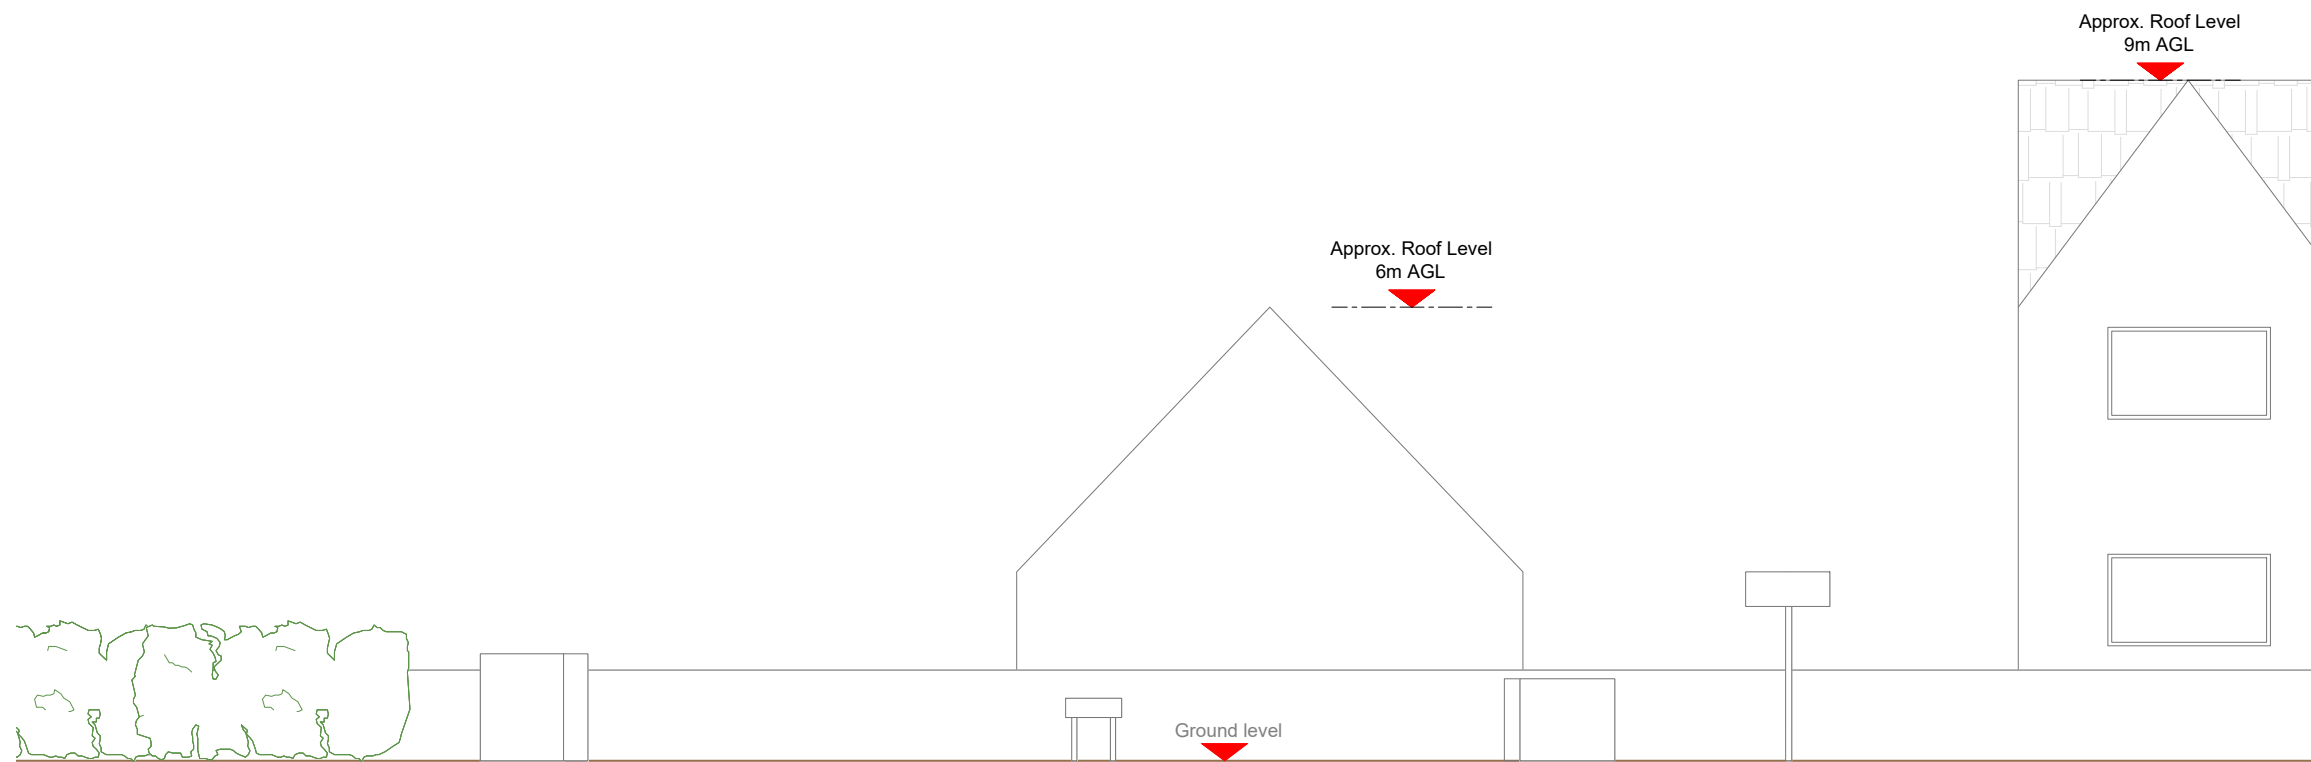 Approx. Roof Level
9m AGL
Approx. Roof Level
6m AGL
Ground level